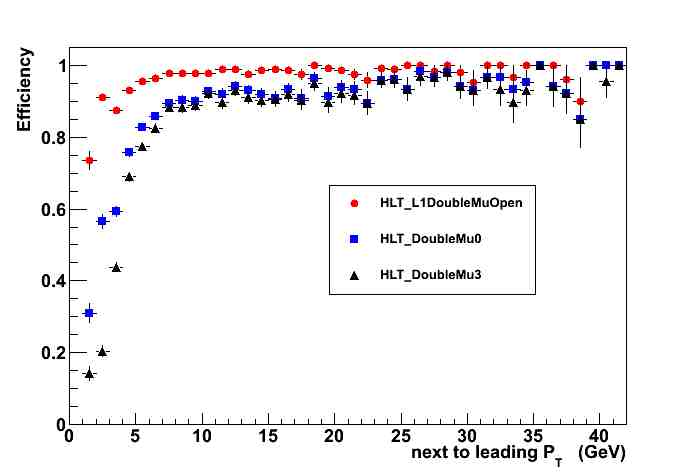 Efficiency
1
0.8
0.6
0.4
0.2
0
HLT_L1DoubleMuOpen
HLT_DoubleMu0
HLT_DoubleMu3
0 5 10 15 20 25 30 35 40
next to leading P_T (GeV)